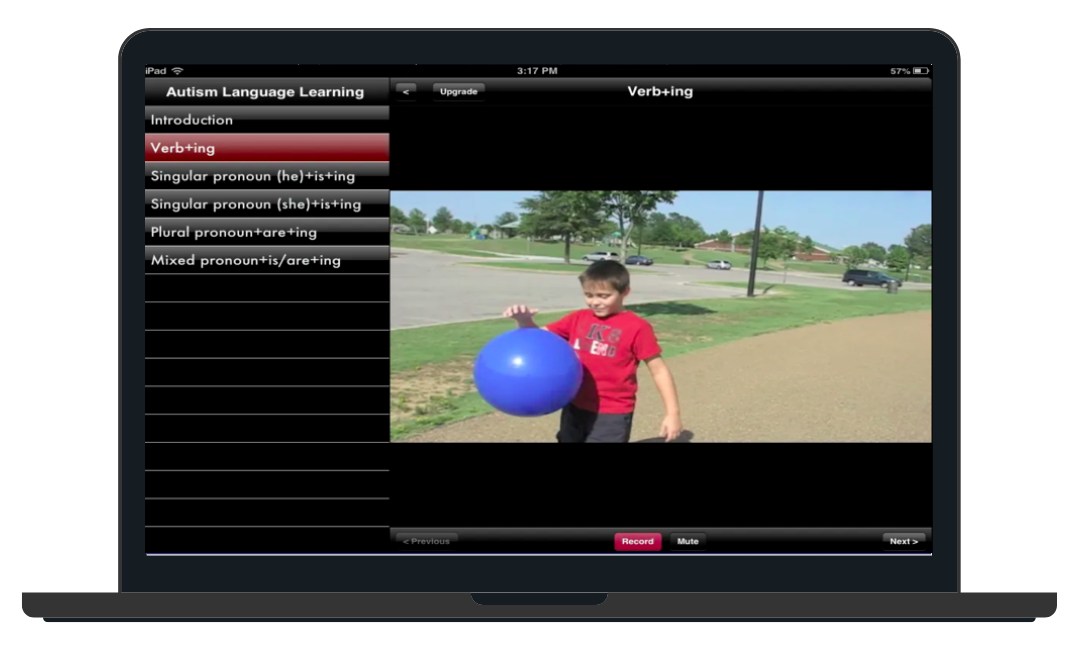 iPad
3:17 PM
57%
Autism Language Learning
<
Upgrade
Verb+ing
Introduction
Verb+ing
Singular pronoun (he)+is+ing
Singular pronoun (she)+is+ing
Plural pronoun+are+ing
Mixed pronoun+is/are+ing
K5
< Previous
Record
Mute
Next >